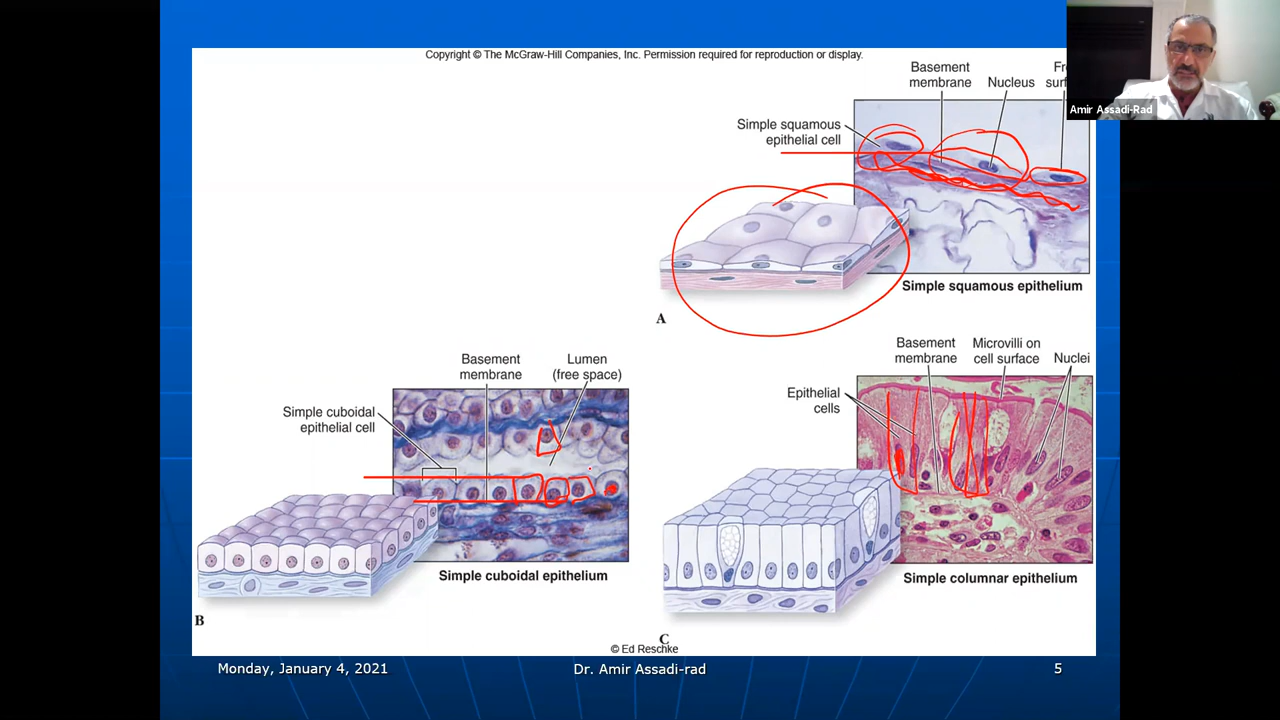 Copyright © The McGraw-Hill Companies, Inc. Permission required for reproduction or display.
Basement
membrane
Nucleus
Amir Assadi-Rad
Simple squamous
epithelial cell
Simple squamous epithelium
A
Basement
membrane
Lumen
(free space)
Simple cuboidal
epithelial cell
Simple cuboidal epithelium
B
Basement
membrane
Microvilli on
cell surface
Nuclei
Epithelial
cells
Simple columnar epithelium
C
© Ed Reschke
Monday, January 4, 2021
Dr. Amir Assadi-rad
5